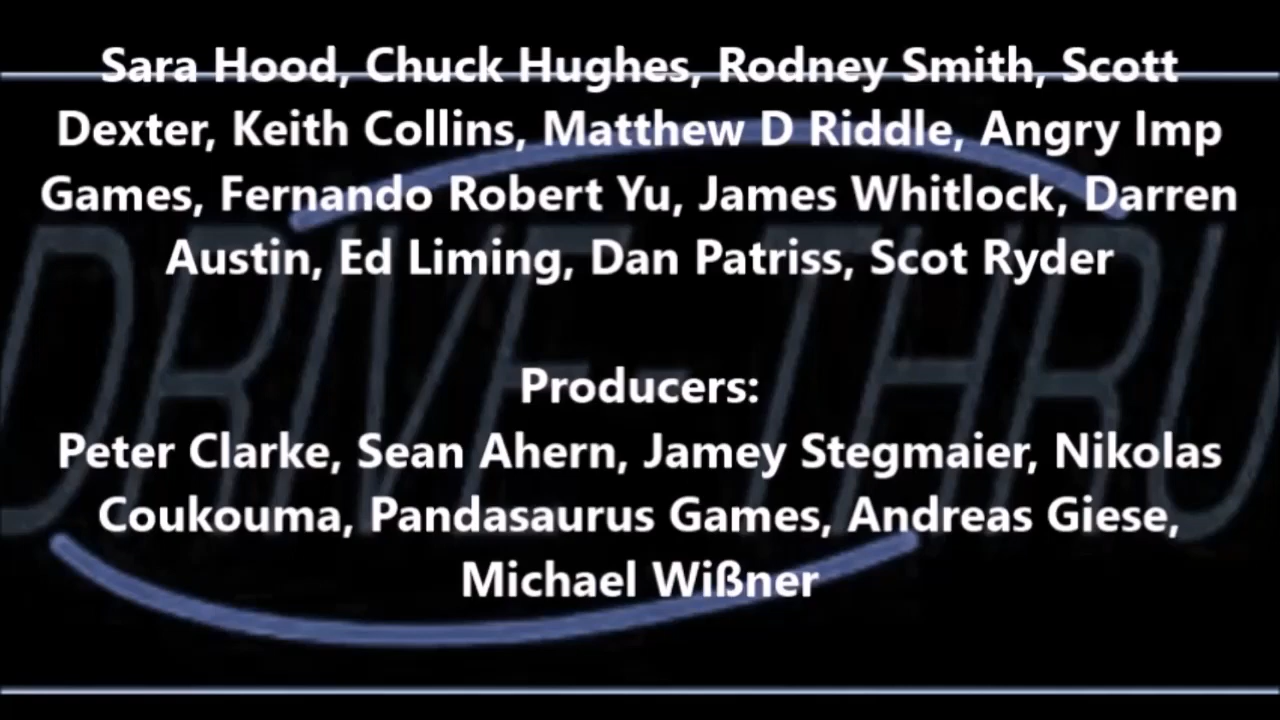 Sara Hood, Chuck Hughes, Rodney Smith, Scott
Dexter, Keith Collins, Matthew D Riddle, Angry Imp
Games, Fernando Robert Yu, James Whitlock, Darren
Austin, Ed Liming, Dan Patriss, Scot Ryder
DRIVE-THRU
Producers:
Peter Clarke, Sean Ahern, Jamey Stegmaier, Nikolas
Coukouma, Pandasaurus Games, Andreas Giese,
Michael Wißner